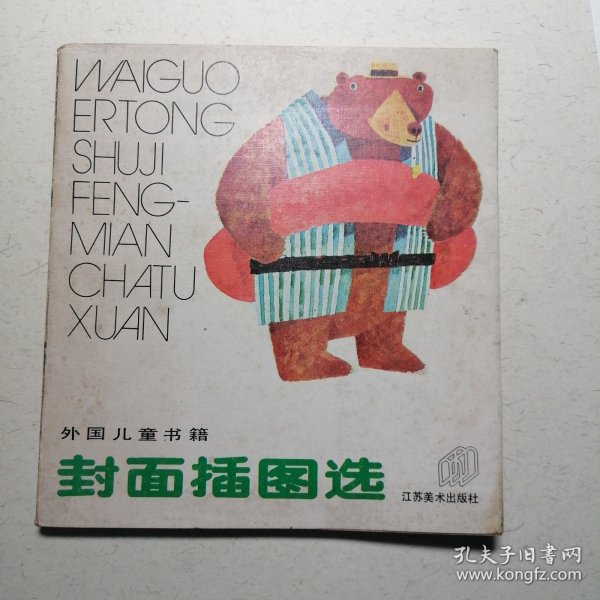 WAIGUO
ERTONG
SHUJI
FENG-
MIAN
CHATU
XUAN
外国儿童书籍
封面插图选
江苏美术出版社
孔夫子旧书网
www.kongfz.com